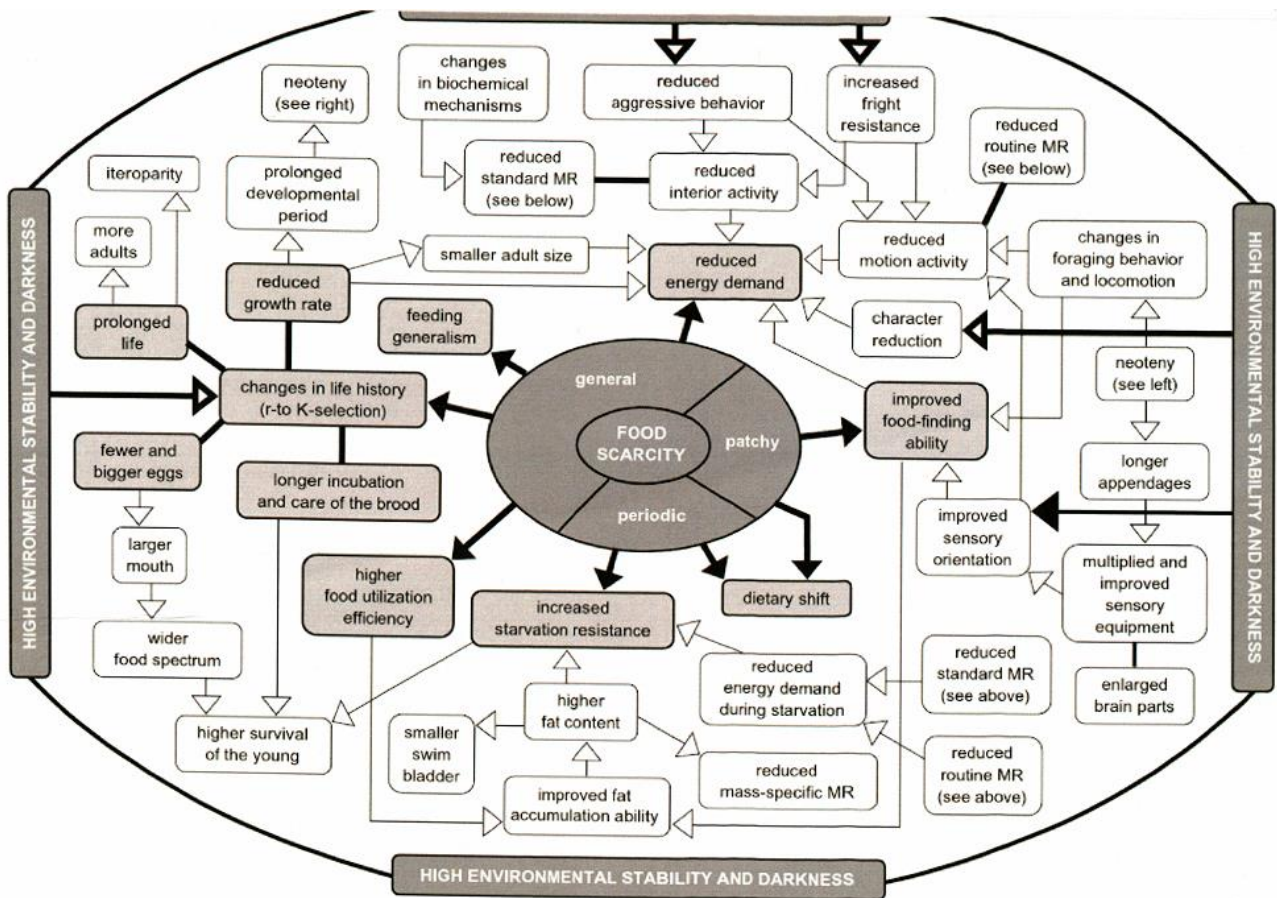 changes
in biochemical
mechanisms
reduced
aggressive behavior
increased
fright
resistance
neoteny
(see right)
reduced
routine MR
(see below)
reduced
standard MR
(see below)
reduced
interior activity
iteroparity
prolonged
developmental
period
more
adults
smaller adult size
reduced
energy demand
reduced
motion activity
changes in
foraging behavior
and locomotion
reduced
growth rate
prolonged
life
feeding
generalism
character
reduction
neoteny
(see left)
changes in life history
(r-to K-selection)
general
FOOD
SCARCITY
patchy
periodic
improved
food-finding
ability
fewer and
bigger eggs
longer incubation
and care of the brood
longer
appendages
improved
sensory
orientation
larger
mouth
higher
food utilization
efficiency
increased
starvation resistance
dietary shift
multiplied and
improved
sensory
equipment
wider
food spectrum
reduced
energy demand
during starvation
reduced
standard MR
(see above)
enlarged
brain parts
higher survival
of the young
smaller
swim
bladder
higher
fat content
reduced
mass-specific MR
reduced
routine MR
(see above)
improved fat
accumulation ability
HIGH ENVIRONMENTAL STABILITY AND DARKNESS
HIGH ENVIRONMENTAL STABILITY AND DARKNESS
HIGH ENVIRONMENTAL STABILITY AND DARKNESS